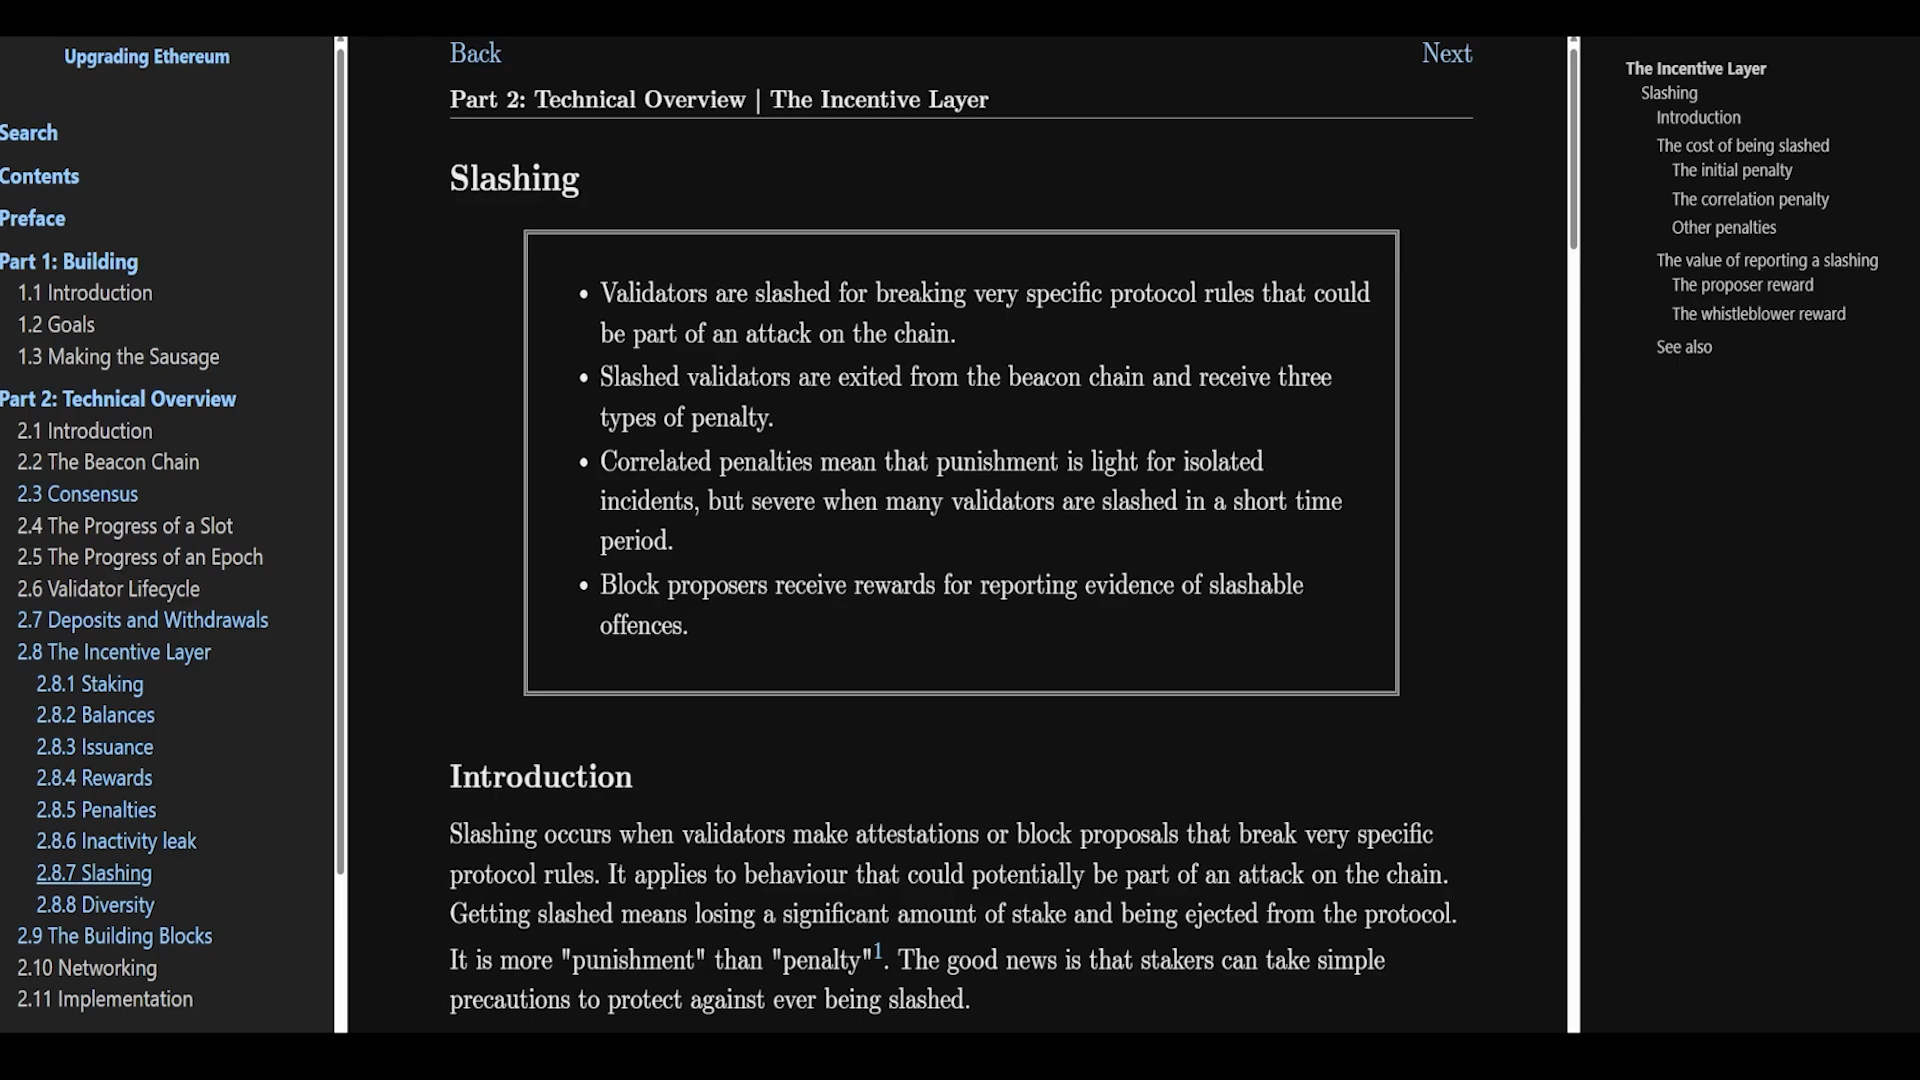 Upgrading Ethereum
Search
Contents
Preface
Part 1: Building
1.1 Introduction
1.2 Goals
1.3 Making the Sausage
Part 2: Technical Overview
2.1 Introduction
2.2 The Beacon Chain
2.3 Consensus
2.4 The Progress of a Slot
2.5 The Progress of an Epoch
2.6 Validator Lifecycle
2.7 Deposits and Withdrawals
2.8 The Incentive Layer
2.8.1 Staking
2.8.2 Balances
2.8.3 Issuance
2.8.4 Rewards
2.8.5 Penalties
2.8.6 Inactivity leak
2.8.7 Slashing
2.8.8 Diversity
2.9 The Building Blocks
2.10 Networking
2.11 Implementation
Back Next
Part 2: Technical Overview | The Incentive Layer
Slashing
• Validators are slashed for breaking very specific protocol rules that could
be part of an attack on the chain.
• Slashed validators are exited from the beacon chain and receive three
types of penalty.
• Correlated penalties mean that punishment is light for isolated
incidents, but severe when many validators are slashed in a short time
period.
• Block proposers receive rewards for reporting evidence of slashable
offences.
Introduction
Slashing occurs when validators make attestations or block proposals that break very specific
protocol rules. It applies to behaviour that could potentially be part of an attack on the chain.
Getting slashed means losing a significant amount of stake and being ejected from the protocol.
It is more "punishment" than "penalty"1. The good news is that stakers can take simple
precautions to protect against ever being slashed.
The Incentive Layer
Slashing
Introduction
The cost of being slashed
The initial penalty
The correlation penalty
Other penalties
The value of reporting a slashing
The proposer reward
The whistleblower reward
See also